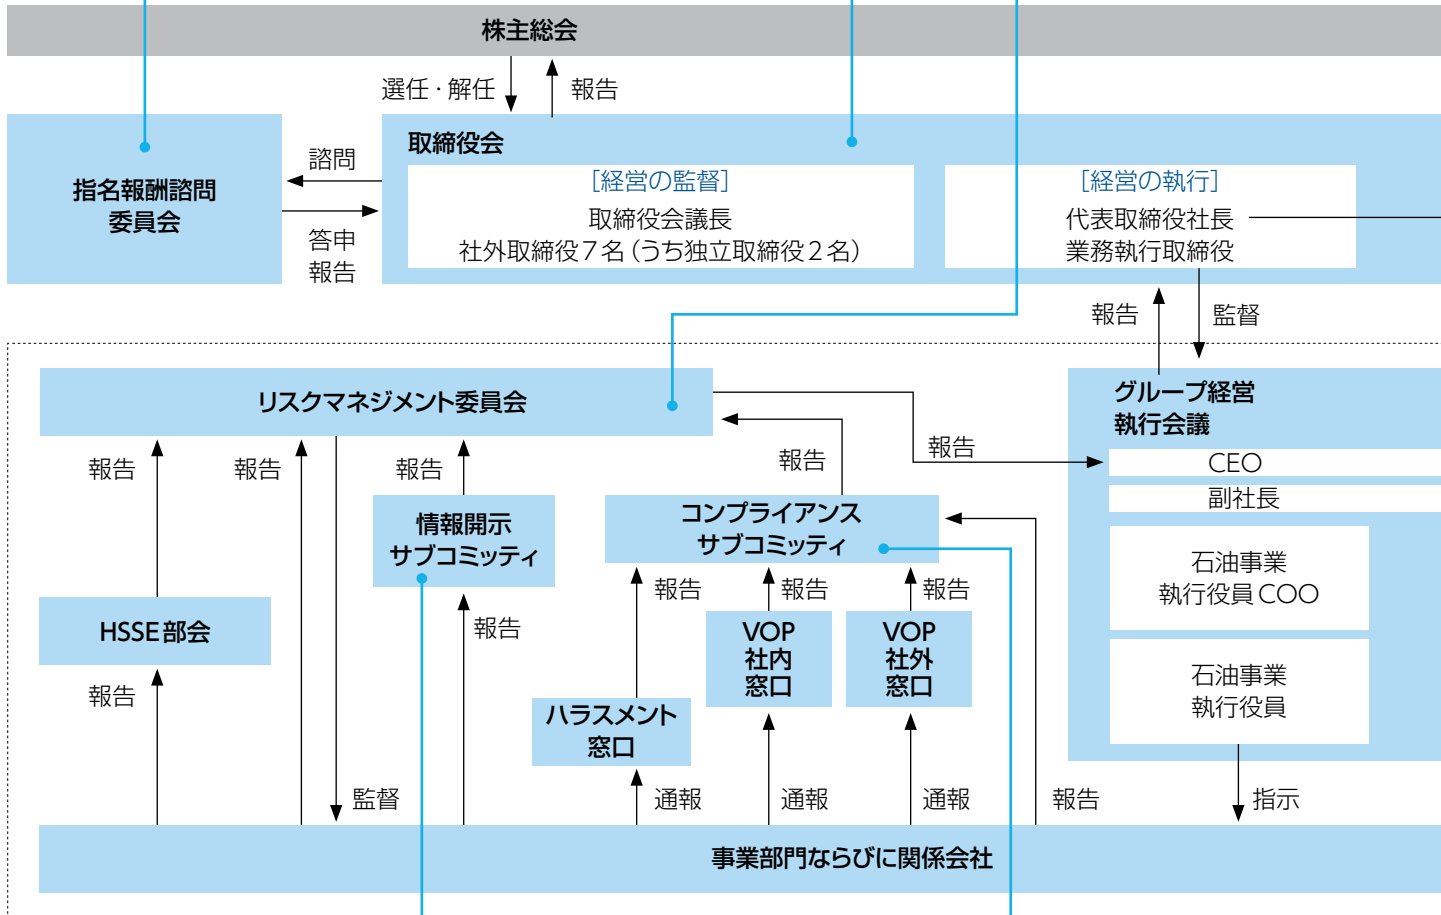 株主総会
選任・解任
報告
取締役会
指名報酬諮問
委員会
諮問
答申
報告
[経営の監督]
取締役会議長
社外取締役7名(うち独立取締役2名)
[経営の執行]
代表取締役社長
業務執行取締役
報告
監督
リスクマネジメント委員会
報告
報告
報告
報告
報告
グループ経営
執行会議
CEO
副社長
石油事業
執行役員COO
石油事業
執行役員
情報開示
サブコミッティ
コンプライアンス
サブコミッティ
HSSE部会
報告
報告
報告
報告
報告
VOP
社内
窓口
VOP
社外
窓口
ハラスメント
窓口
監督
通報
通報
通報
報告
指示
事業部門ならびに関係会社